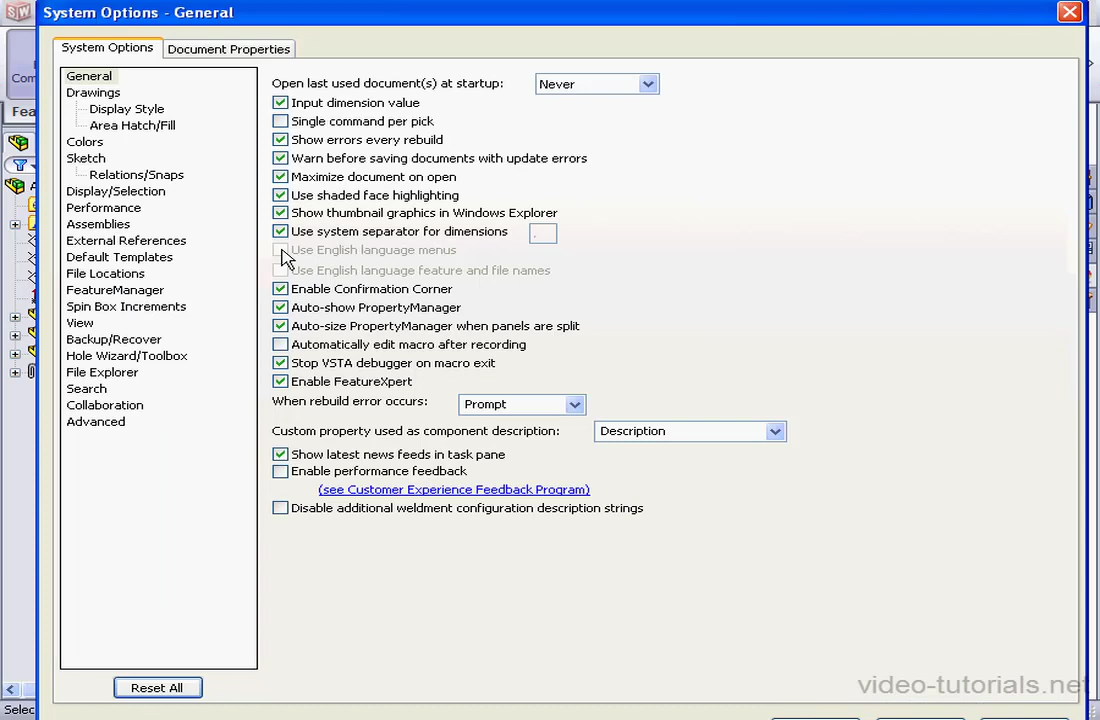 System Options - General
SW
System Options
Document Properties
General
Drawings
Display Style
Area Hatch/Fill
Colors
Sketch
Relations/Snaps
Display/Selection
Performance
Assemblies
External References
Default Templates
File Locations
FeatureManager
Spin Box Increments
View
Backup/Recover
Hole Wizard/Toolbox
File Explorer
Search
Collaboration
Advanced
Reset All
Open last used document(s) at startup: Never
Input dimension value
Single command per pick
Show errors every rebuild
Warn before saving documents with update errors
Maximize document on open
Use shaded face highlighting
Show thumbnail graphics in Windows Explorer
Use system separator for dimensions .
Use English language menus
Use English language feature and file names
Enable Confirmation Corner
Auto-show PropertyManager
Auto-size PropertyManager when panels are split
Automatically edit macro after recording
Stop VSTA debugger on macro exit
Enable FeatureXpert
When rebuild error occurs: Prompt
Custom property used as component description: Description
Show latest news feeds in task pane
Enable performance feedback
(see Customer Experience Feedback Program)
Disable additional weldment configuration description strings
Com
Fea
Selec
video-tutorials.net